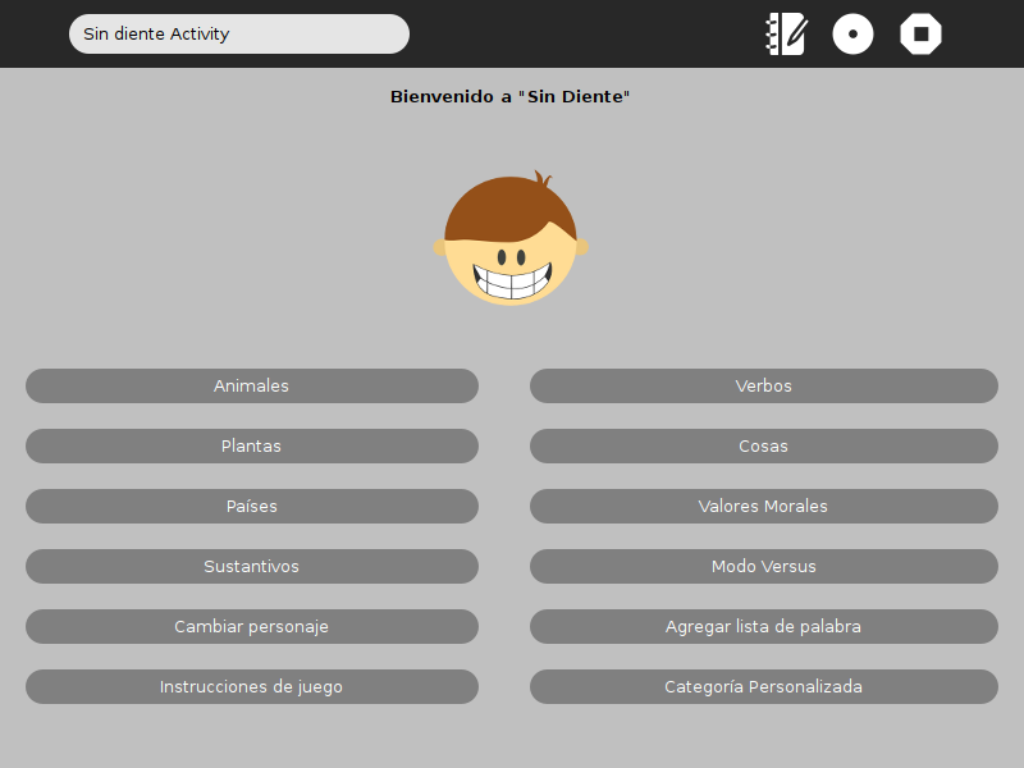 Sin diente Activity
Bienvenido a "Sin Diente"
Animales
Verbos
Plantas
Cosas
Países
Valores Morales
Sustantivos
Modo Versus
Cambiar personaje
Agregar lista de palabra
Instrucciones de juego
Categoría Personalizada